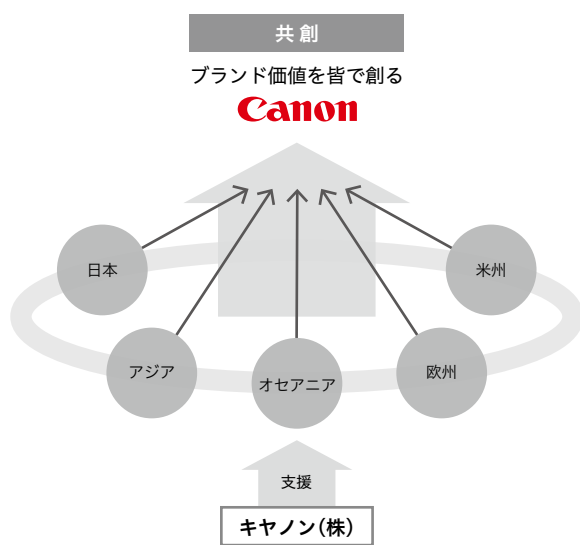 共創
ブランド価値を皆で創る
Canon
日本
米州
アジア
オセアニア
欧州
支援
キヤノン(株)